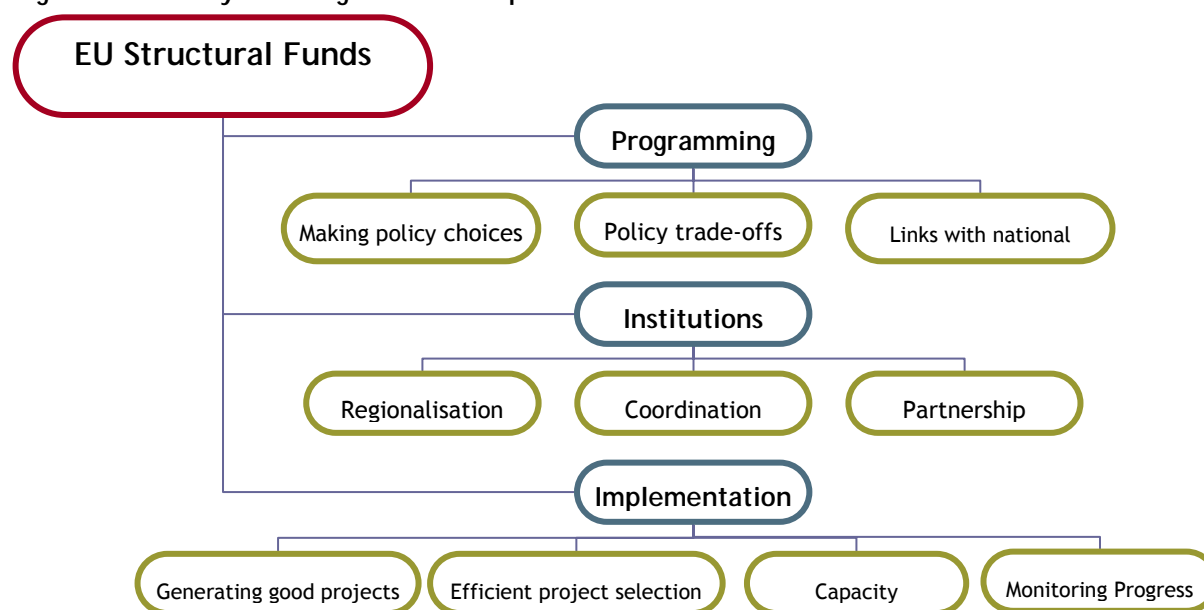 EU Structural Funds
Programming
Making policy choices
Policy trade-offs
Links with national
Institutions
Regionalisation
Coordination
Partnership
Implementation
Generating good projects
Efficient project selection
Capacity
Monitoring Progress